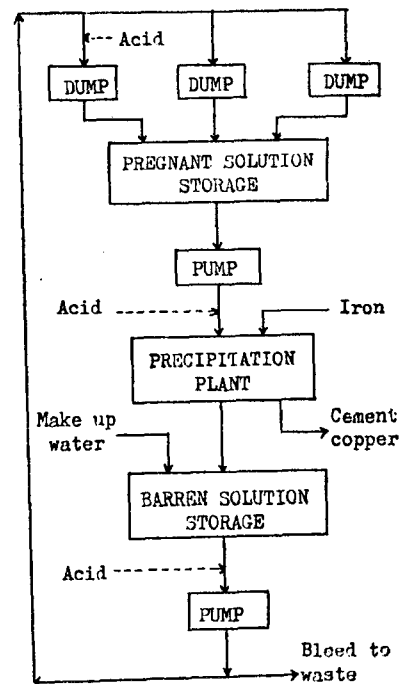 Acid
DUMP
DUMP
DUMP
PREGNANT SOLUTION
STORAGE
PUMP
Acid
Iron
PRECIPITATION
PLANT
Make up
water
Cement
copper
BARREN SOLUTION
STORAGE
Acid
PUMP
Bleed to
waste